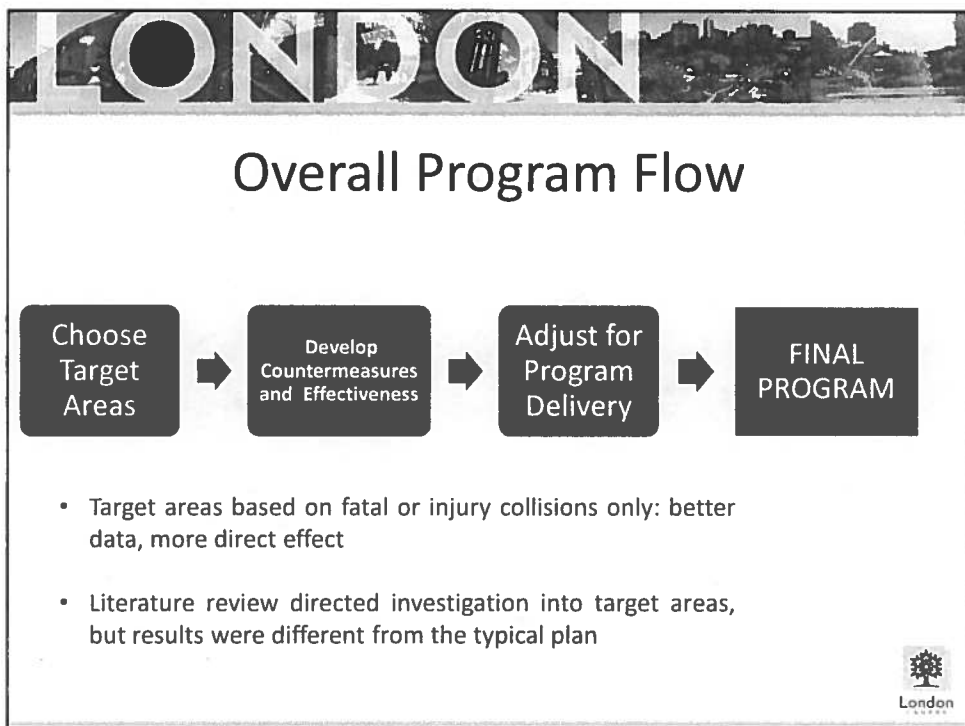 LONDON
Overall Program Flow
Choose
Target
Areas
Develop
Countermeasures
and Effectiveness
Adjust for
Program
Delivery
FINAL
PROGRAM
• Target areas based on fatal or injury collisions only: better
data, more direct effect
• Literature review directed investigation into target areas,
but results were different from the typical plan
London